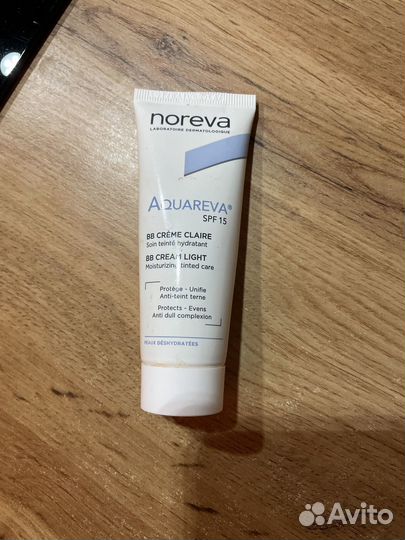 noreva
LABORATOIRE DERMATOLOGIQUE
AQUAREVA®
SPF 15
BB CRÈME CLAIRE
Soin teinté hydratant
BB CREAM LIGHT
Moisturizing tinted care
Protège - Unifie
Anti-teint terne
Protects - Evens
Anti dull complexion
PEAUX DÉSHYDRATÉES
Avito